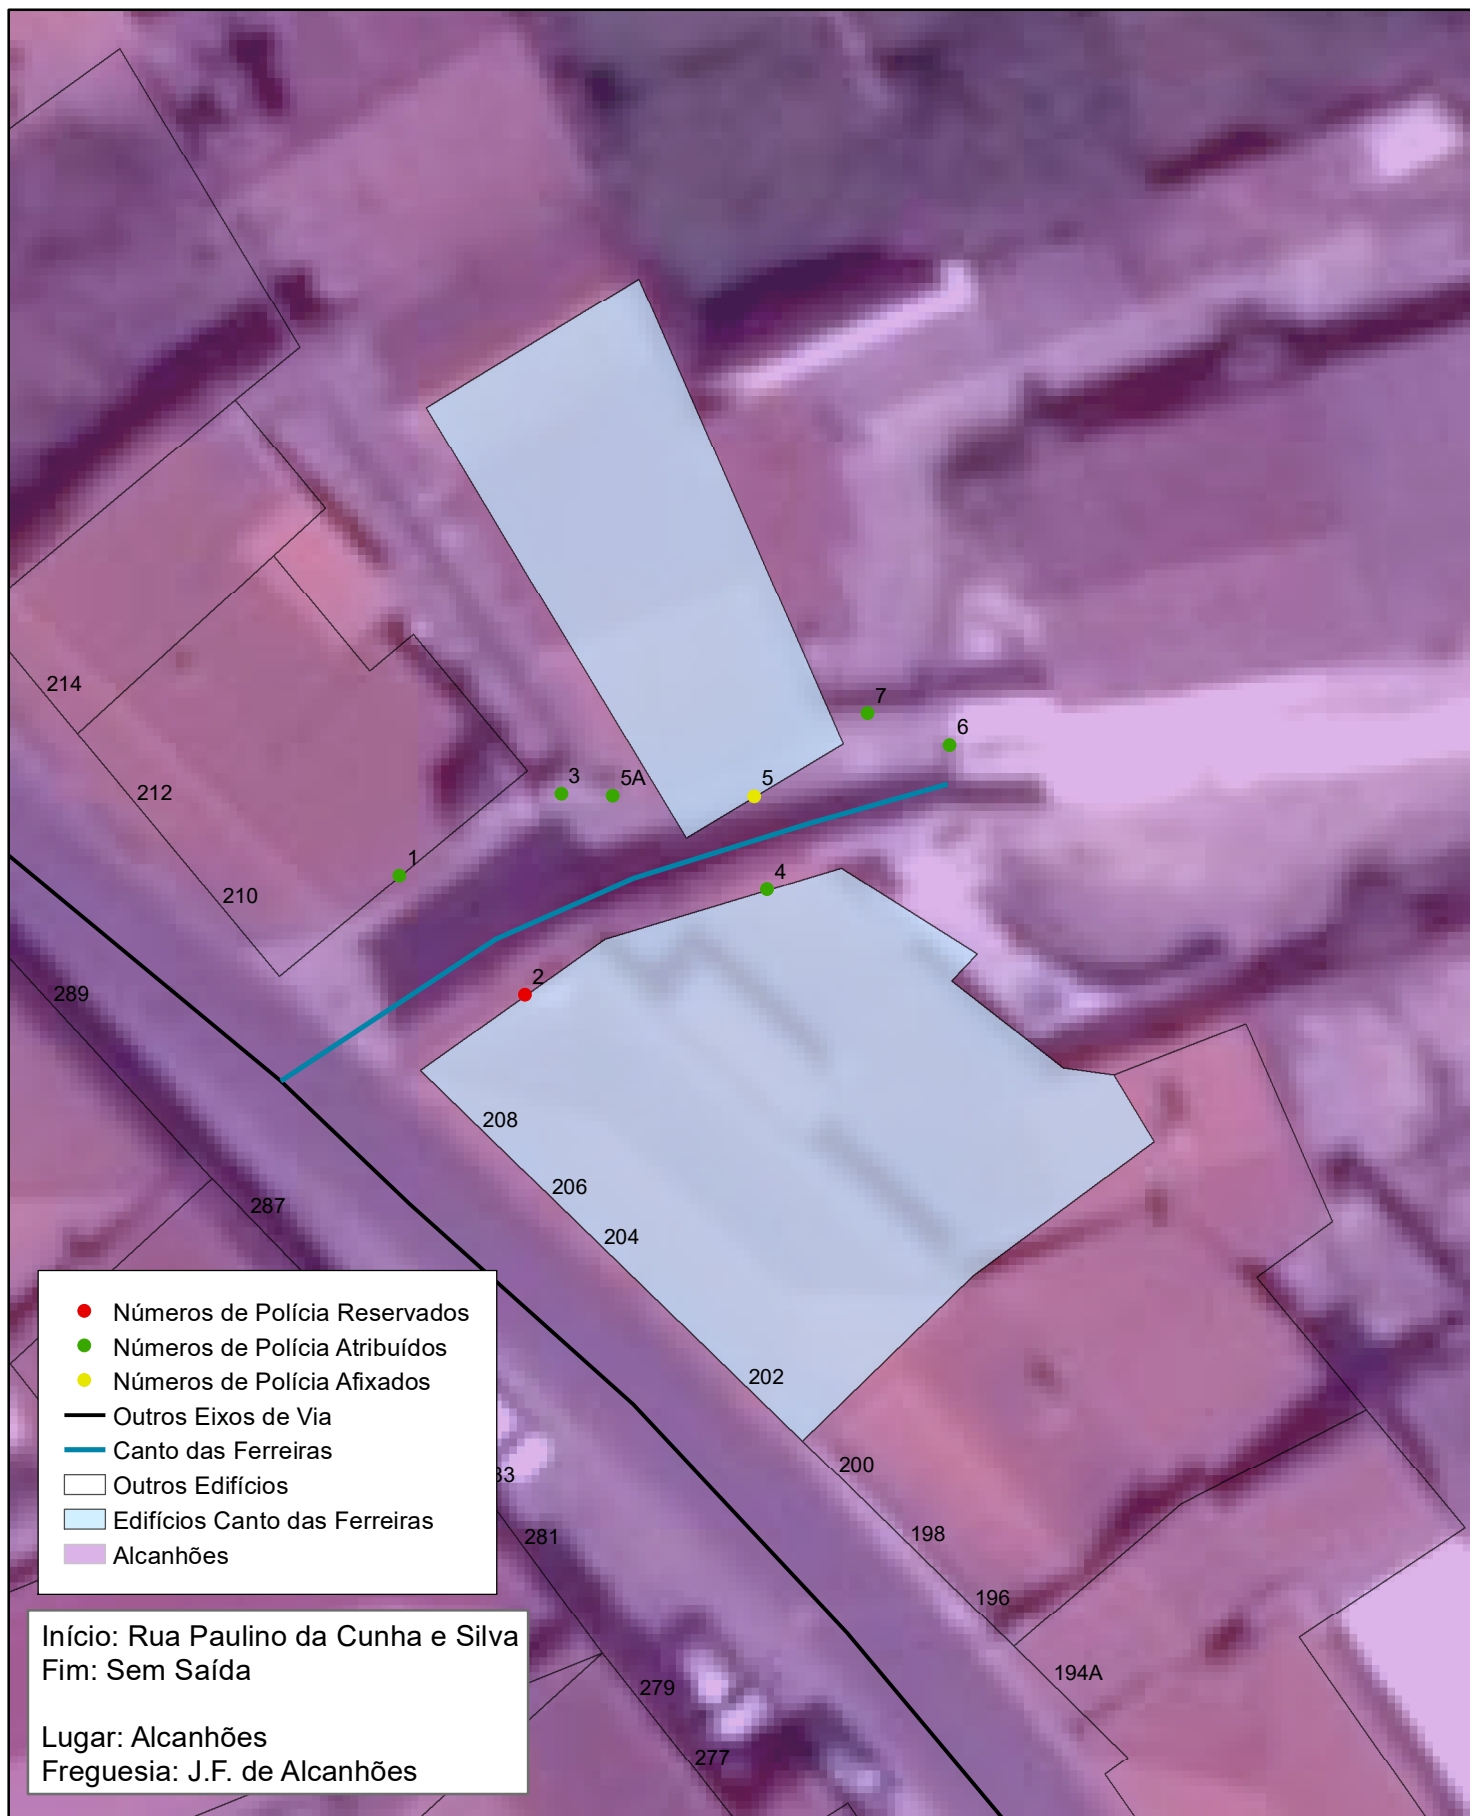 7
6
214
3
5A
5
212
1
4
210
2
289
208
206
287
204
202
200
198
281
196
194A
279
277
Números de Polícia Reservados
Números de Polícia Atribuídos
Números de Polícia Afixados
Outros Eixos de Via
Canto das Ferreiras
Outros Edifícios
Edifícios Canto das Ferreiras
Alcanhões
Início: Rua Paulino da Cunha e Silva
Fim: Sem Saída
Lugar: Alcanhões
Freguesia: J.F. de Alcanhões